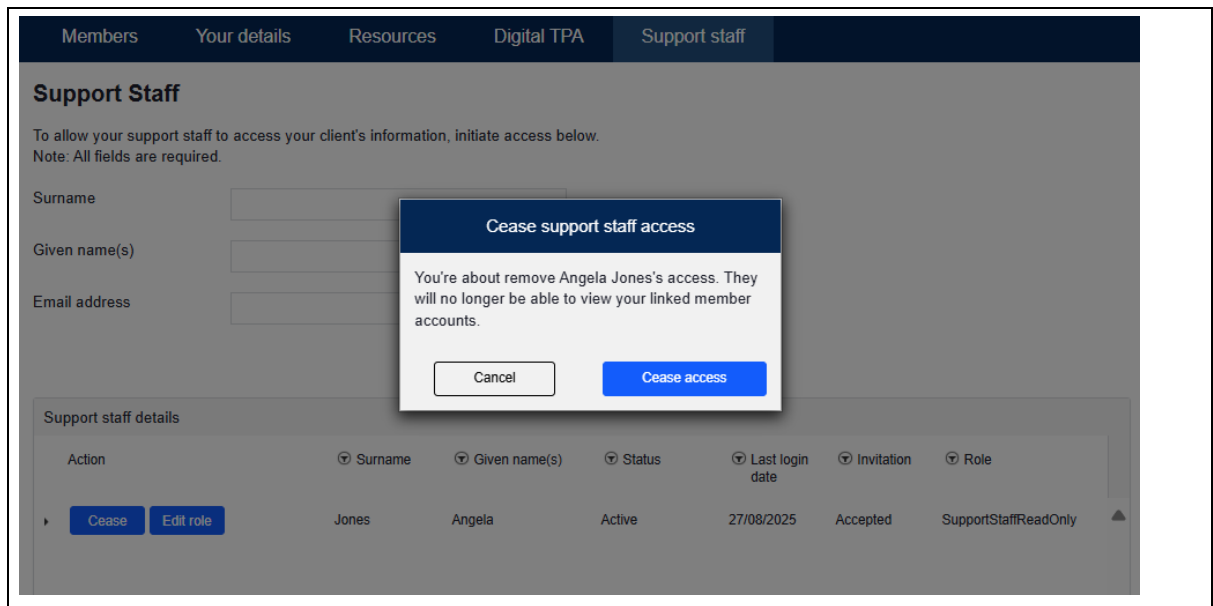 Members Your details Resources Digital TPA Support staff
Support Staff
To allow your support staff to access your client's information, initiate access below.
Note: All fields are required.
Surname
Given name(s)
Email address
Cease support staff access
You're about remove Angela Jones's access. They
will no longer be able to view your linked member
accounts.
Cancel Cease access
Support staff details
Action Surname Given name(s) Status Last login date Invitation Role
Cease Edit role Jones Angela Active 27/08/2025 Accepted SupportStaffReadOnly